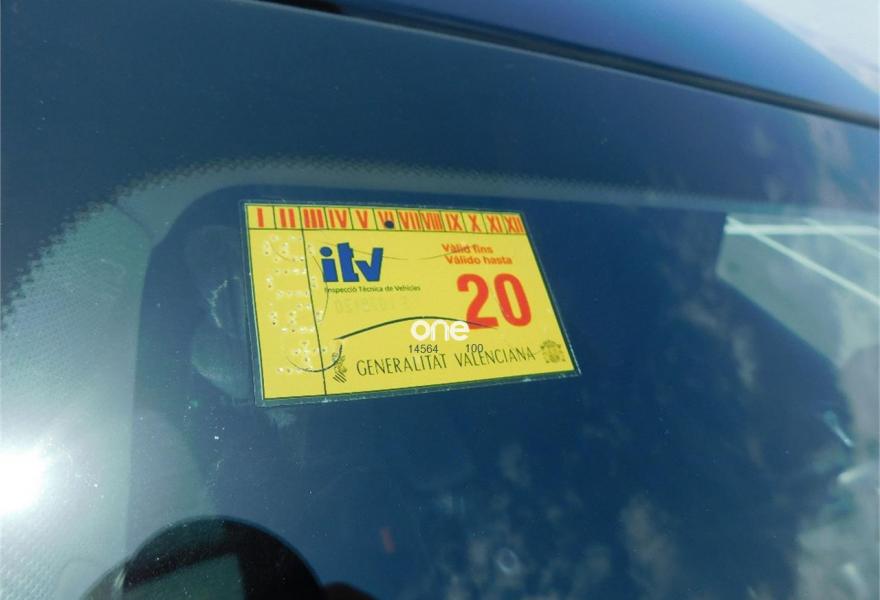 I II III IV V VI VII VIII IX X XI XII
itv
Inspecció Tècnica de Vehicles
Vàlid fins
Válido hasta
20
one
14564 100
GENERALITAT VALENCIANA